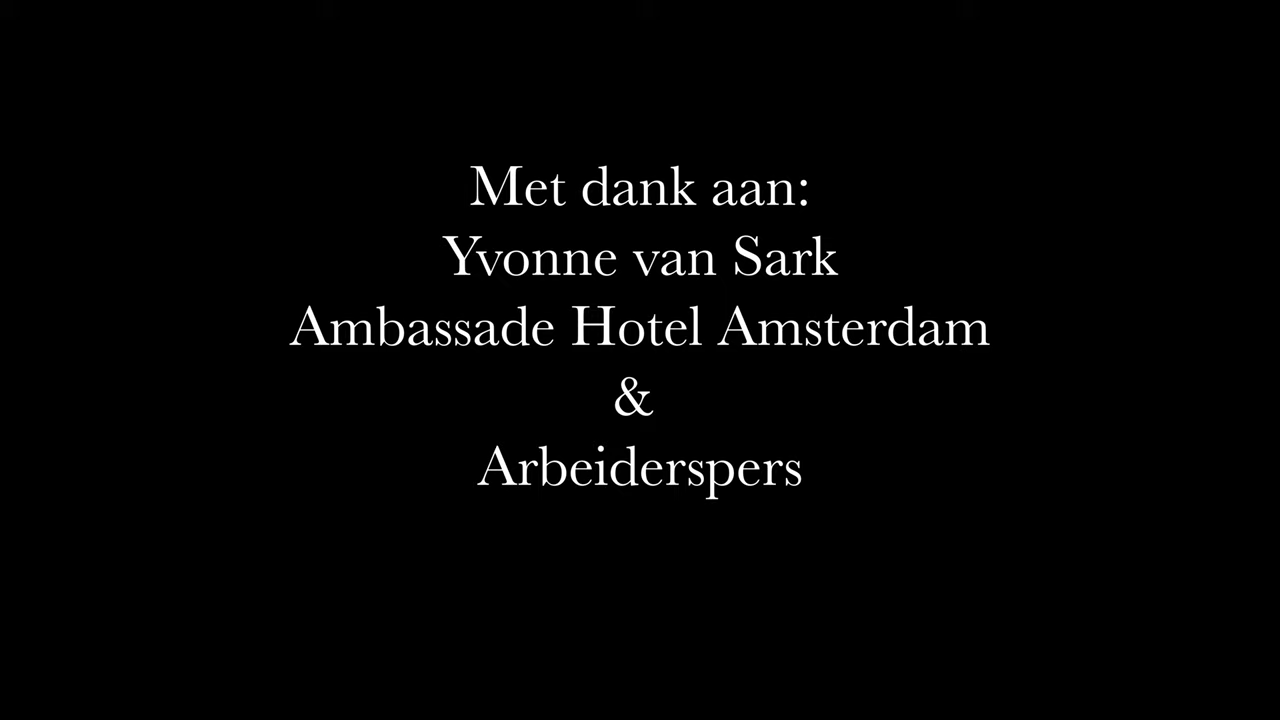 Met dank aan:
Yvonne van Sark
Ambassade Hotel Amsterdam
&
Arbeiderspers